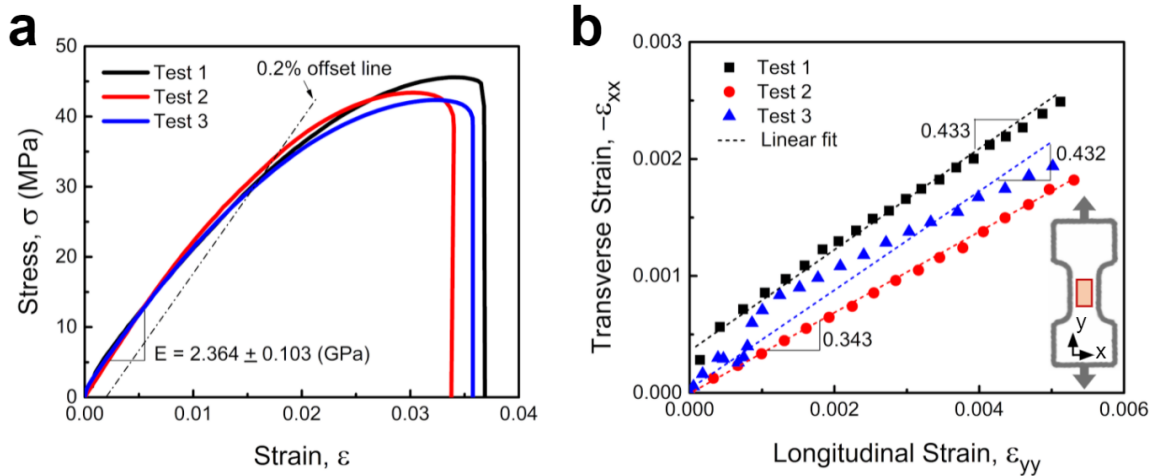 a
50
40
30
20
10
0
0.00
0.01
0.02
0.03
0.04
Stress, σ (MPa)
Strain, ε
Test 1
Test 2
Test 3
0.2% offset line
E = 2.364 ± 0.103 (GPa)
b
0.003
0.002
0.001
0.000
0.000
0.002
0.004
0.006
Transverse Strain, −εxx
Longitudinal Strain, εyy
Test 1
Test 2
Test 3
Linear fit
0.433
0.432
0.343
y
x